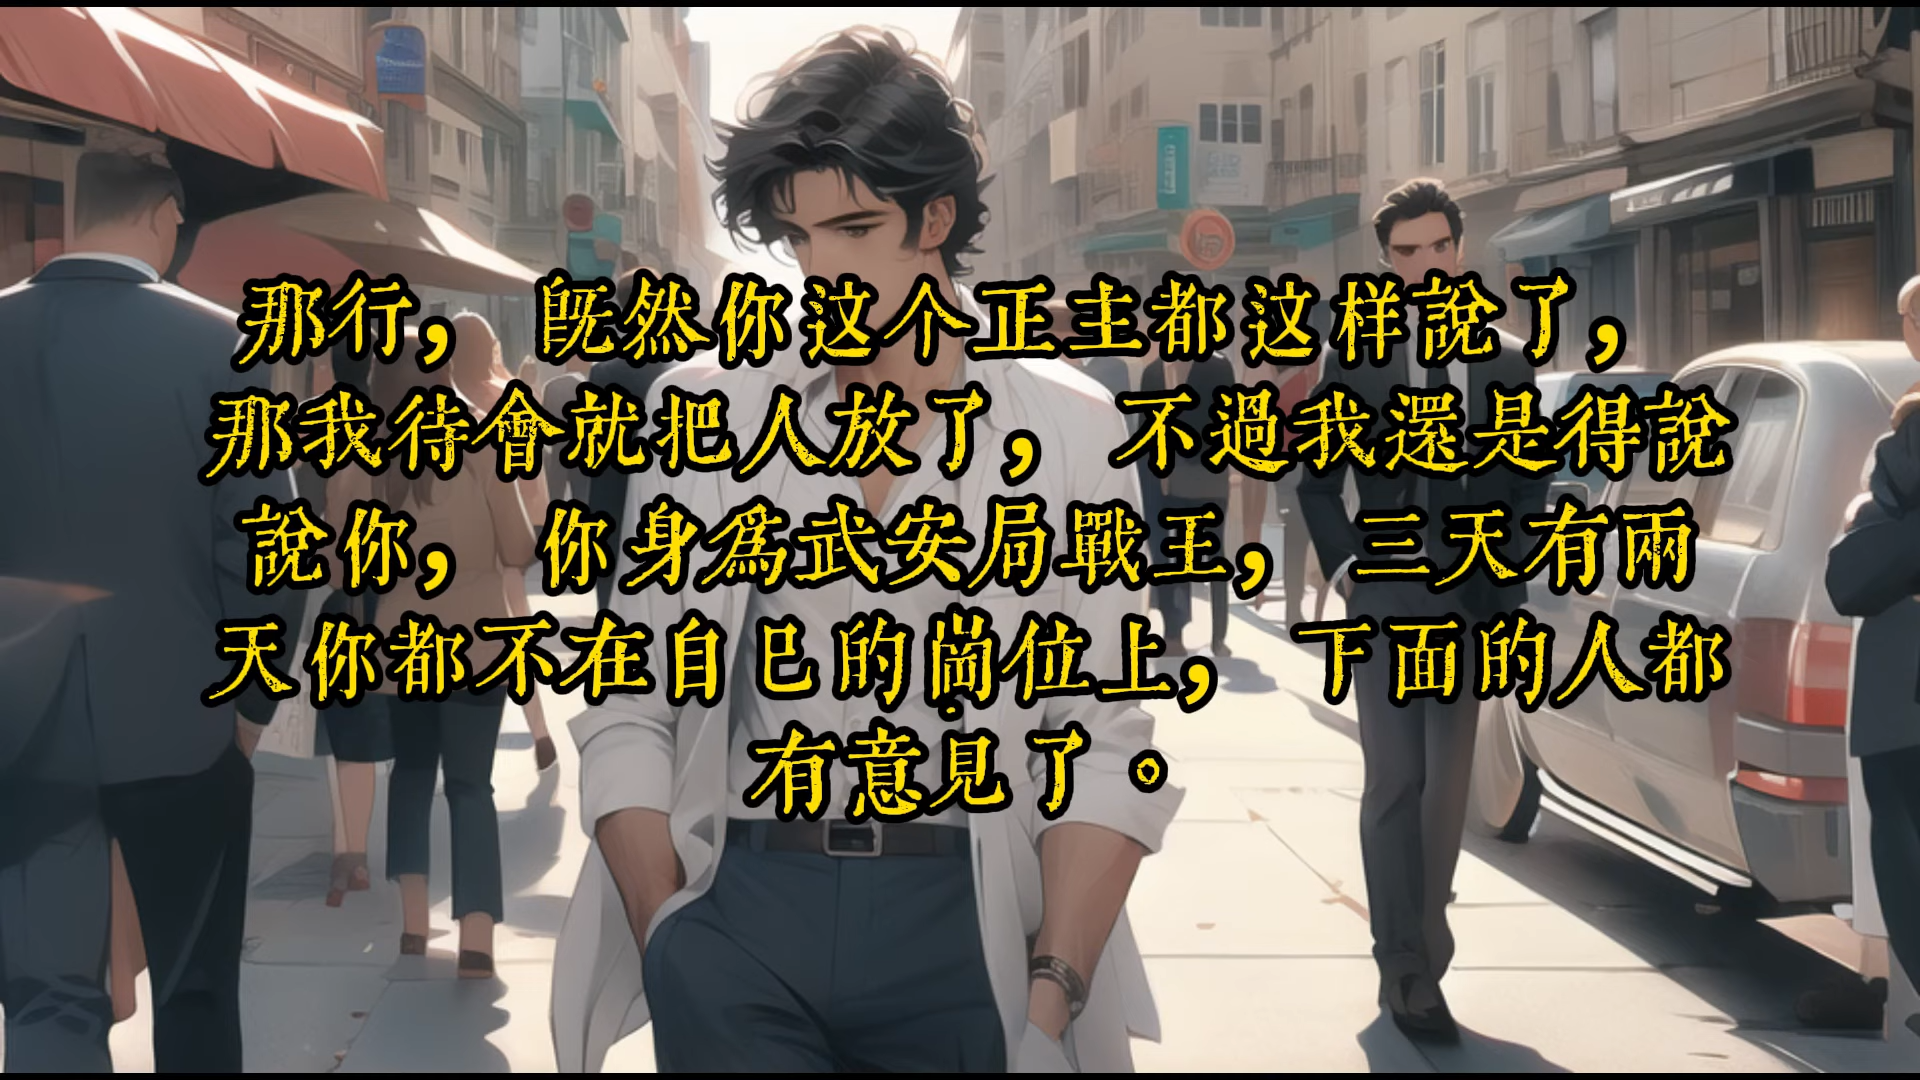 那行，既然你这个正主都这样說了，
那我待會就把人放了，不過我還是得說
說你，你身爲武安局戰王，三天有兩
天你都不在自已的崗位上，下面的人都
有意見了。